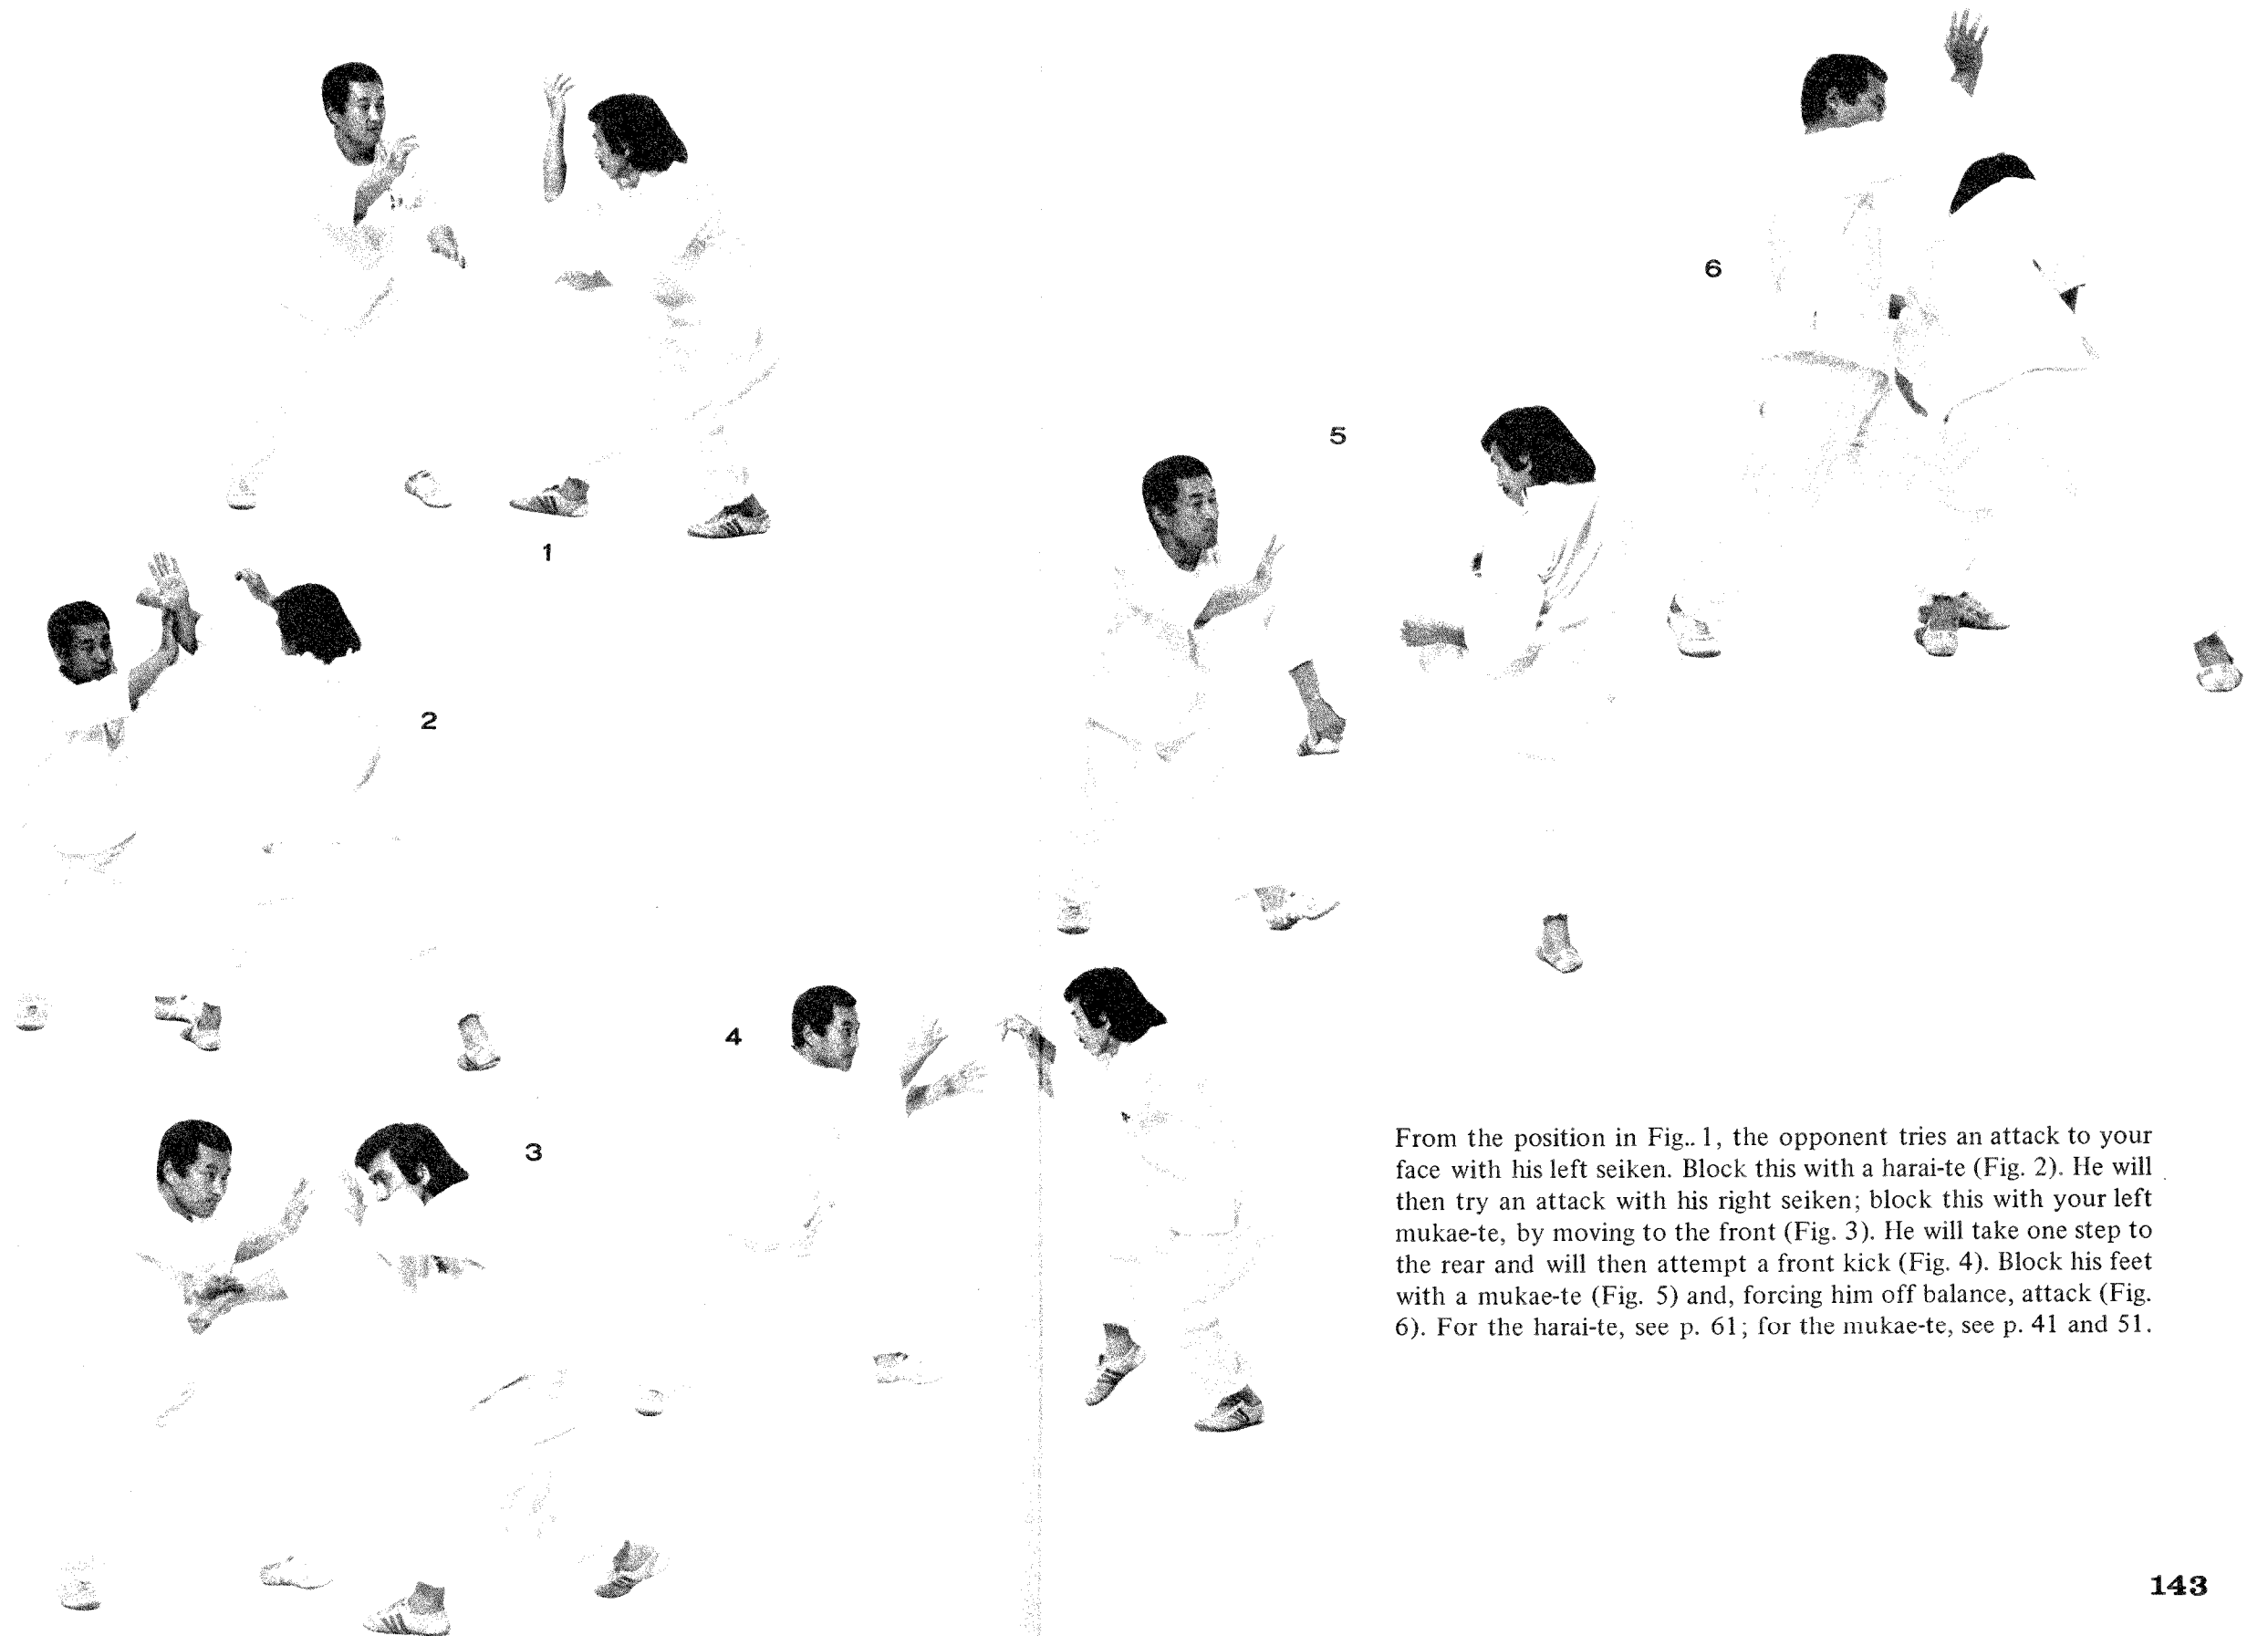 1
2
3
4
5
6
From the position in Fig.. 1, the opponent tries an attack to your
face with his left seiken. Block this with a harai-te (Fig. 2). He will
then try an attack with his right seiken; block this with your left
mukae-te, by moving to the front (Fig. 3). He will take one step to
the rear and will then attempt a front kick (Fig. 4). Block his feet
with a mukae-te (Fig. 5) and, forcing him off balance, attack (Fig.
6). For the harai-te, see p. 61; for the mukae-te, see p. 41 and 51.
143